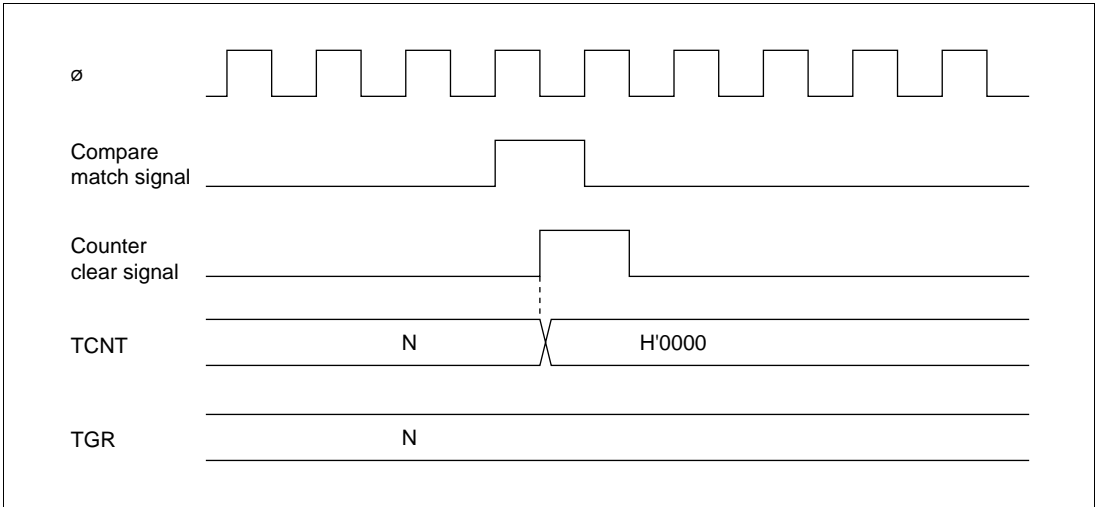 ø
Compare
match signal
Counter
clear signal
TCNT N H'0000
TGR N